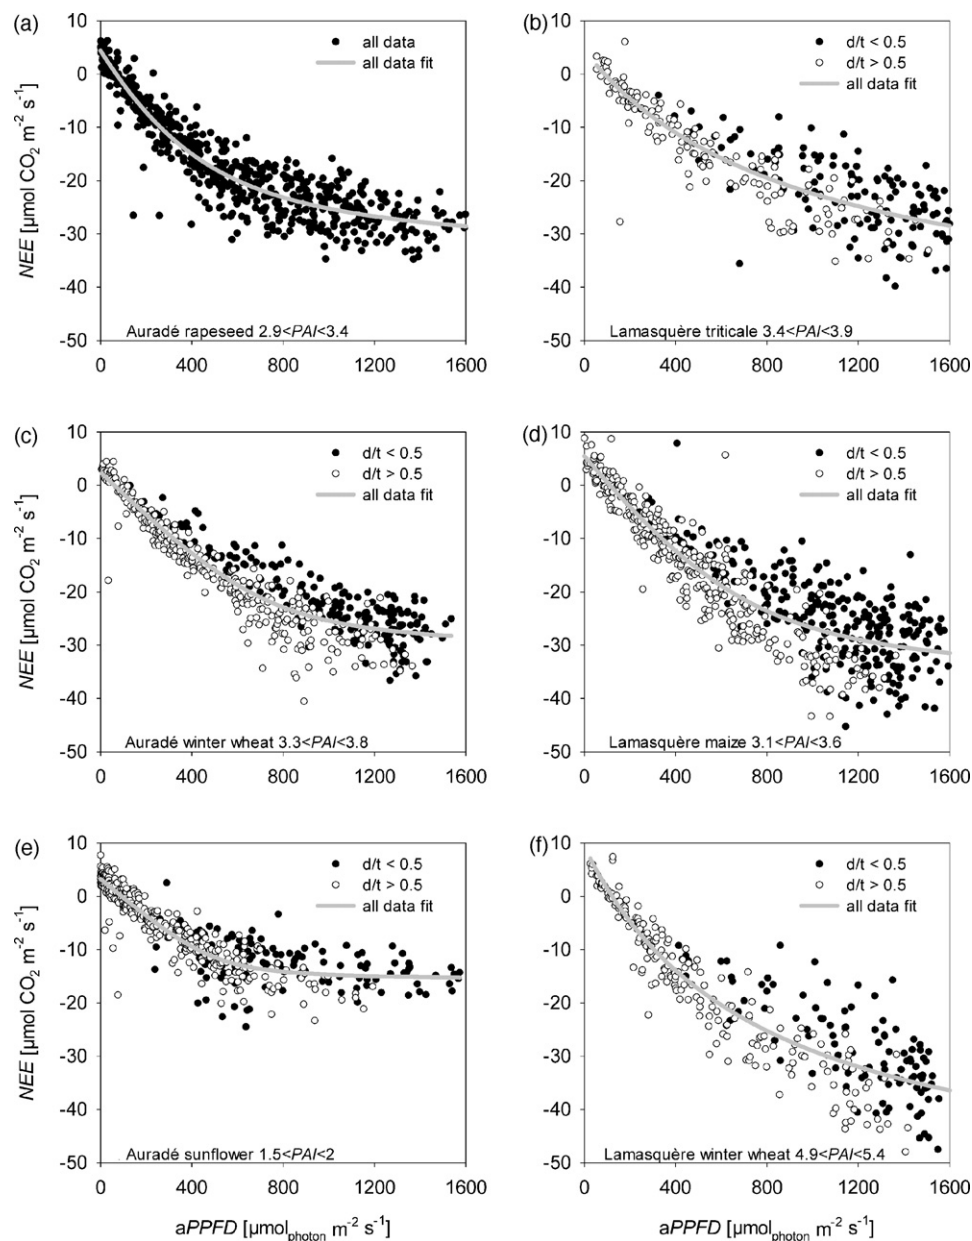 (a)
10
0
-10
-20
-30
-40
-50
NEE [µmol CO2 m-2 s-1]
all data
all data fit
Auradé rapeseed 2.9<PAI<3.4
0 400 800 1200 1600
(b)
10
0
-10
-20
-30
-40
-50
d/t < 0.5
d/t > 0.5
all data fit
Lamasquère triticale 3.4<PAI<3.9
0 400 800 1200 1600
(c)
10
0
-10
-20
-30
-40
-50
NEE [µmol CO2 m-2 s-1]
d/t < 0.5
d/t > 0.5
all data fit
Auradé winter wheat 3.3<PAI<3.8
0 400 800 1200 1600
(d)
10
0
-10
-20
-30
-40
-50
d/t < 0.5
d/t > 0.5
all data fit
Lamasquère maize 3.1<PAI<3.6
0 400 800 1200 1600
(e)
10
0
-10
-20
-30
-40
-50
NEE [µmol CO2 m-2 s-1]
d/t < 0.5
d/t > 0.5
all data fit
Auradé sunflower 1.5<PAI<2
0 400 800 1200 1600
aPPFD [µmolphoton m-2 s-1]
(f)
10
0
-10
-20
-30
-40
-50
d/t < 0.5
d/t > 0.5
all data fit
Lamasquère winter wheat 4.9<PAI<5.4
0 400 800 1200 1600
aPPFD [µmolphoton m-2 s-1]